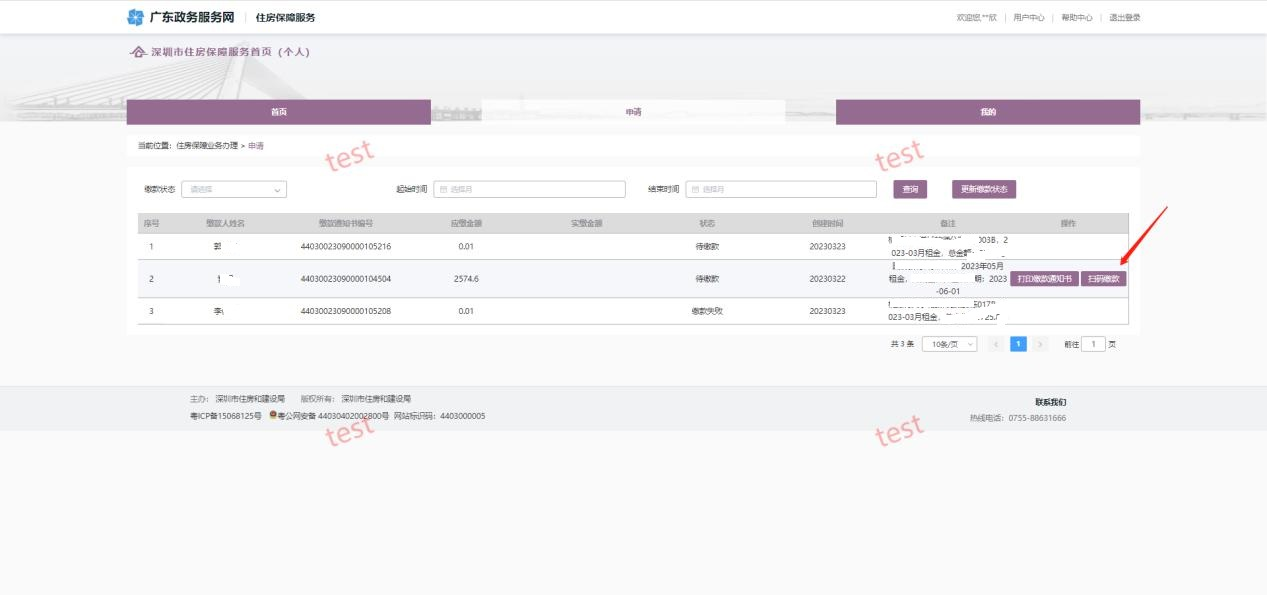 广东政务服务网 住房保障服务 欢迎您,**欣 用户中心 帮助中心 退出登录
深圳市住房保障服务首页（个人）
首页 申请 我的
当前位置：住房保障业务办理 > 申请
test test
缴款状态 请选择 起始时间 选择月 结束时间 选择月 查询 更新缴款状态
序号 缴款人姓名 缴款通知书编号 应缴金额 实缴金额 状态 创建时间 备注 操作
1 郭 44030023090000105216 0.01 待缴款 20230323 003B，2
023-03月租金，总金额：
2 44030023090000104504 2574.6 待缴款 20230322 2023年05月
租金， 期：2023
-06-01
打印缴款通知书 扫码缴款
3 李 44030023090000105208 0.01 缴款失败 20230323
023-03月租金，
共 3 条 10条/页 < 1 > 前往 1 页
主办：深圳市住房和建设局 版权所有：深圳市住房和建设局
粤ICP备15068125号 粤公网安备 44030402002800号 网站标识码：4403000005
联系我们
热线电话：0755-88631666
test test